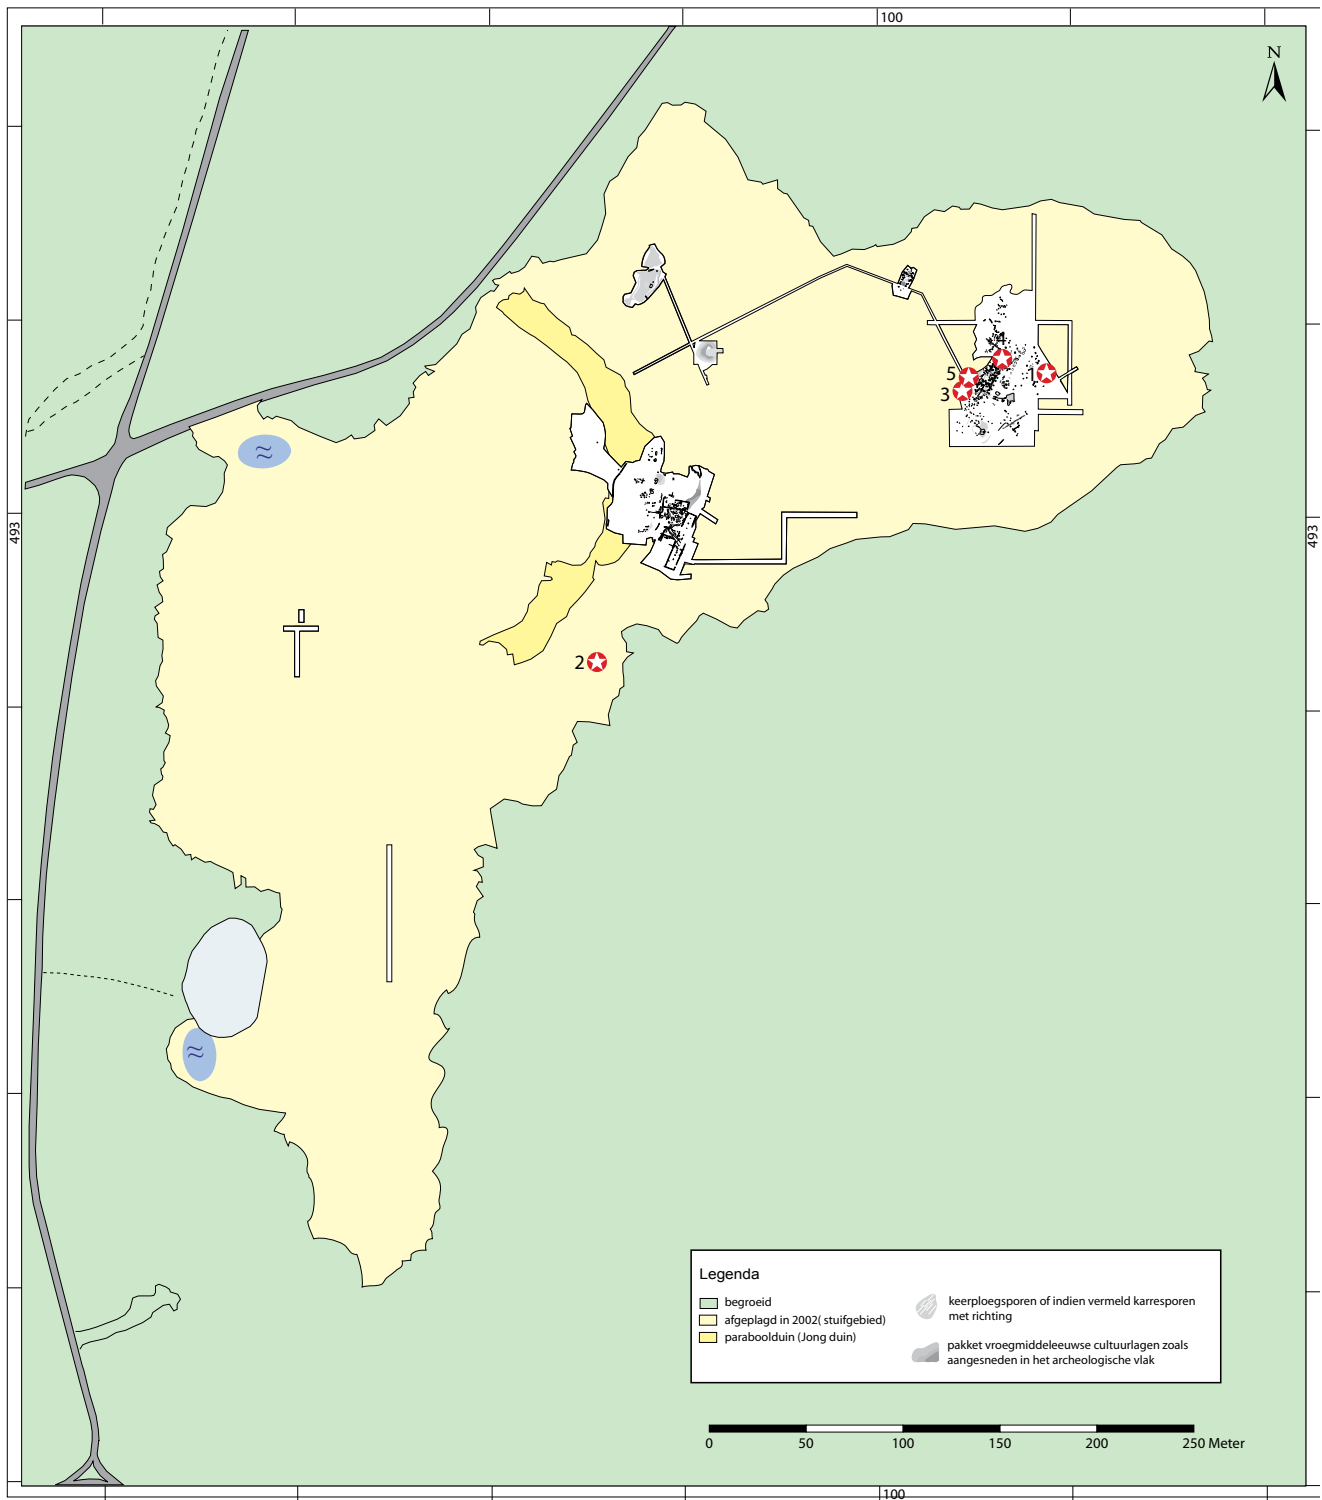 100
N
4
5
1
3
493
493
2
Legenda
begroeid
afgeplagd in 2002( stuifgebied)
paraboolduin (Jong duin)
keerploegsporen of indien vermeld karresporen
met richting
pakket vroegmiddeleeuwse cultuurlagen zoals
aangesneden in het archeologische vlak
0 50 100 150 200 250 Meter
100